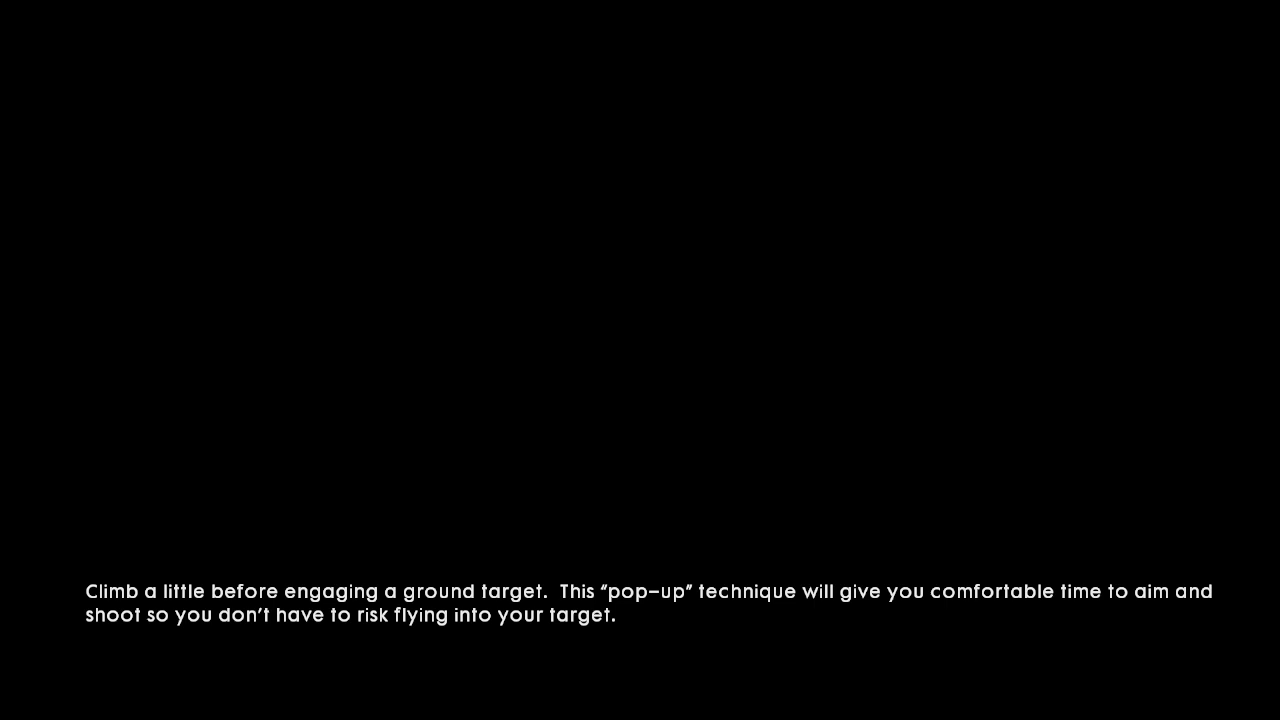 Climb a little before engaging a ground target.  This “pop-up” technique will give you comfortable time to aim and
shoot so you don’t have to risk flying into your target.